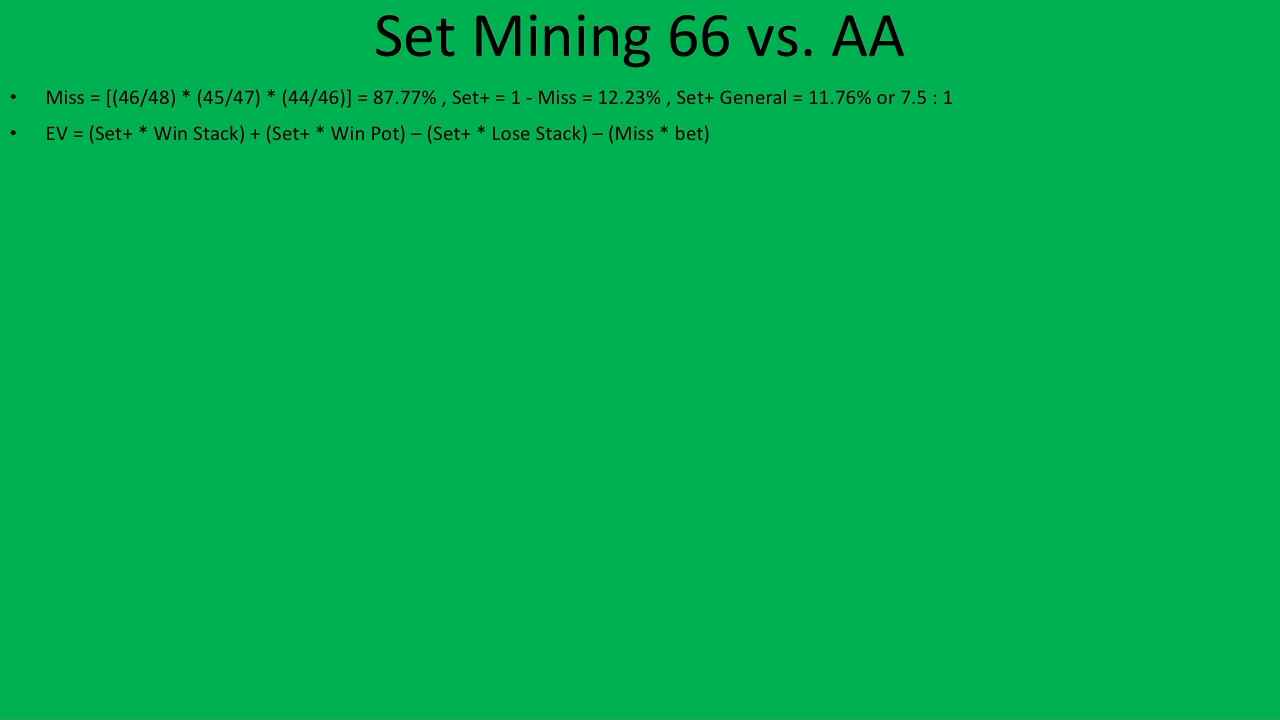 Set Mining 66 vs. AA
• Miss = [(46/48) * (45/47) * (44/46)] = 87.77% , Set+ = 1 - Miss = 12.23% , Set+ General = 11.76% or 7.5 : 1
• EV = (Set+ * Win Stack) + (Set+ * Win Pot) – (Set+ * Lose Stack) – (Miss * bet)